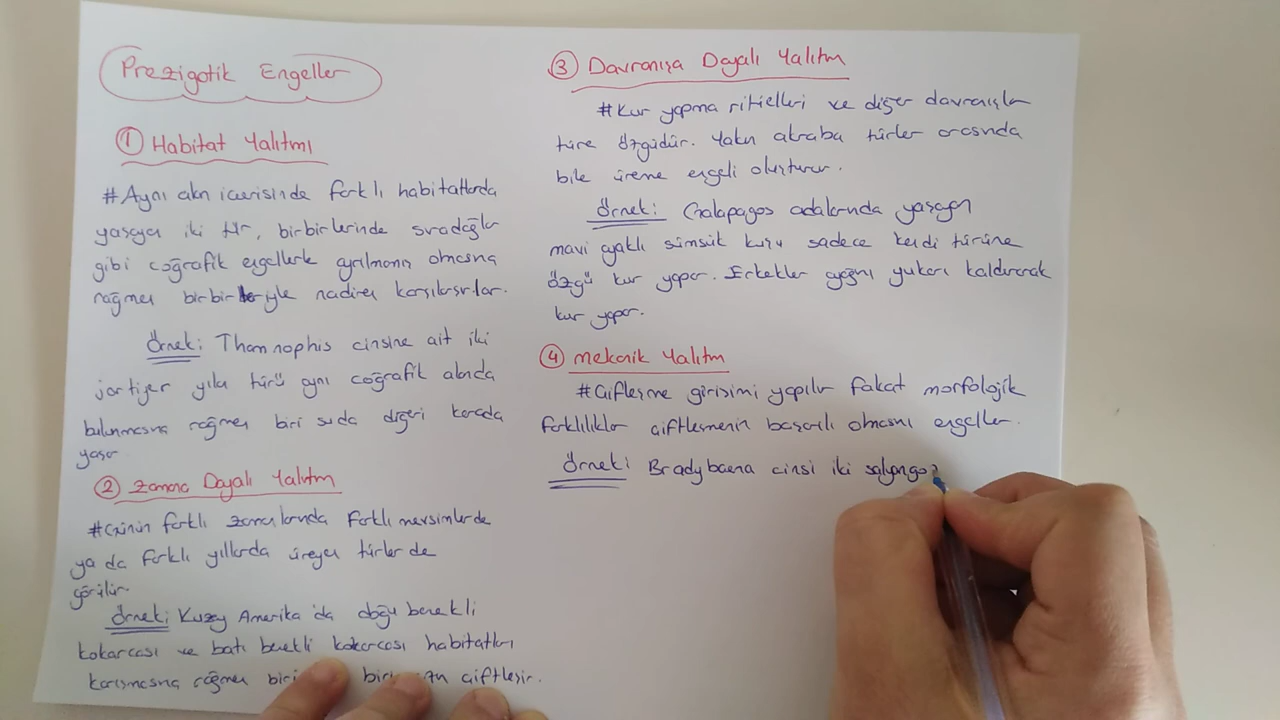 Prezigotik Engeller
① Habitat Yalıtımı
#Aynı alan içerisinde farklı habitatlarda
yaşayan iki tür, birbirlerinde sıradağlar
gibi coğrafik engellerle ayrılmamış olmasına
rağmen birbirleriyle nadiren karşılaşırlar.
Örnek: Thamnophis cinsine ait iki
jartiyer yılan türü aynı coğrafik alanda
bulunmasına rağmen biri suda diğeri karada
yaşar
② Zamana Dayalı Yalıtım
#Günün farklı zamanlarında farklı mevsimlerde
ya da farklı yıllarda üreyen türlerde
görülür.
Örnek: Kuzey Amerika'da doğu benekli
kokarcası ve batı benekli kokarcası habitatları
karışmasına rağmen biri çiftleşir.
③ Davranışa Dayalı Yalıtım
#Kur yapma ritüelleri ve diğer davranışlar
türe özgüdür. Yakın akraba türler arasında
bile üreme engeli oluşturur.
Örnek: Galapagos adalarında yaşayan
mavi ayaklı sümsük kuşu sadece kendi türüne
özgü kur yapar. Erkekler ayağını yukarı kaldırarak
kur yapar.
④ Mekanik Yalıtım
#Çiftleşme girişimi yapılır fakat morfolojik
farklılıklar çiftleşmenin başarılı olmasını engeller.
Örnek: Bradybaena cinsi iki salyangoz